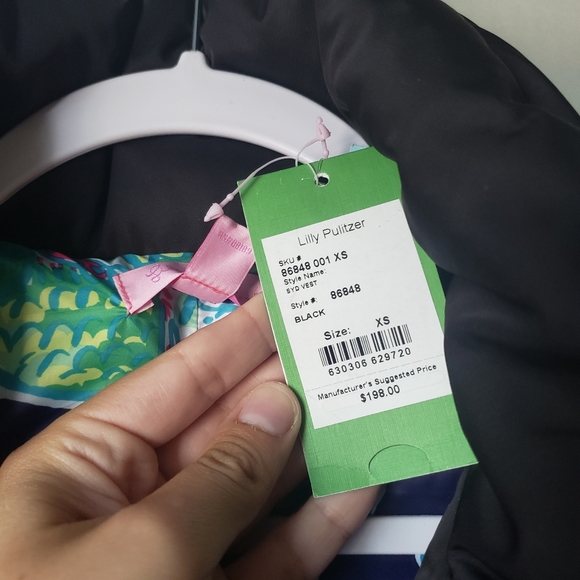 Lilly Pulitzer
SKU #
86848 001 XS
Style Name:
SYD VEST
Style #: 86848
BLACK
Size: XS
630306 629720
Manufacturer's Suggested Price
$198.00